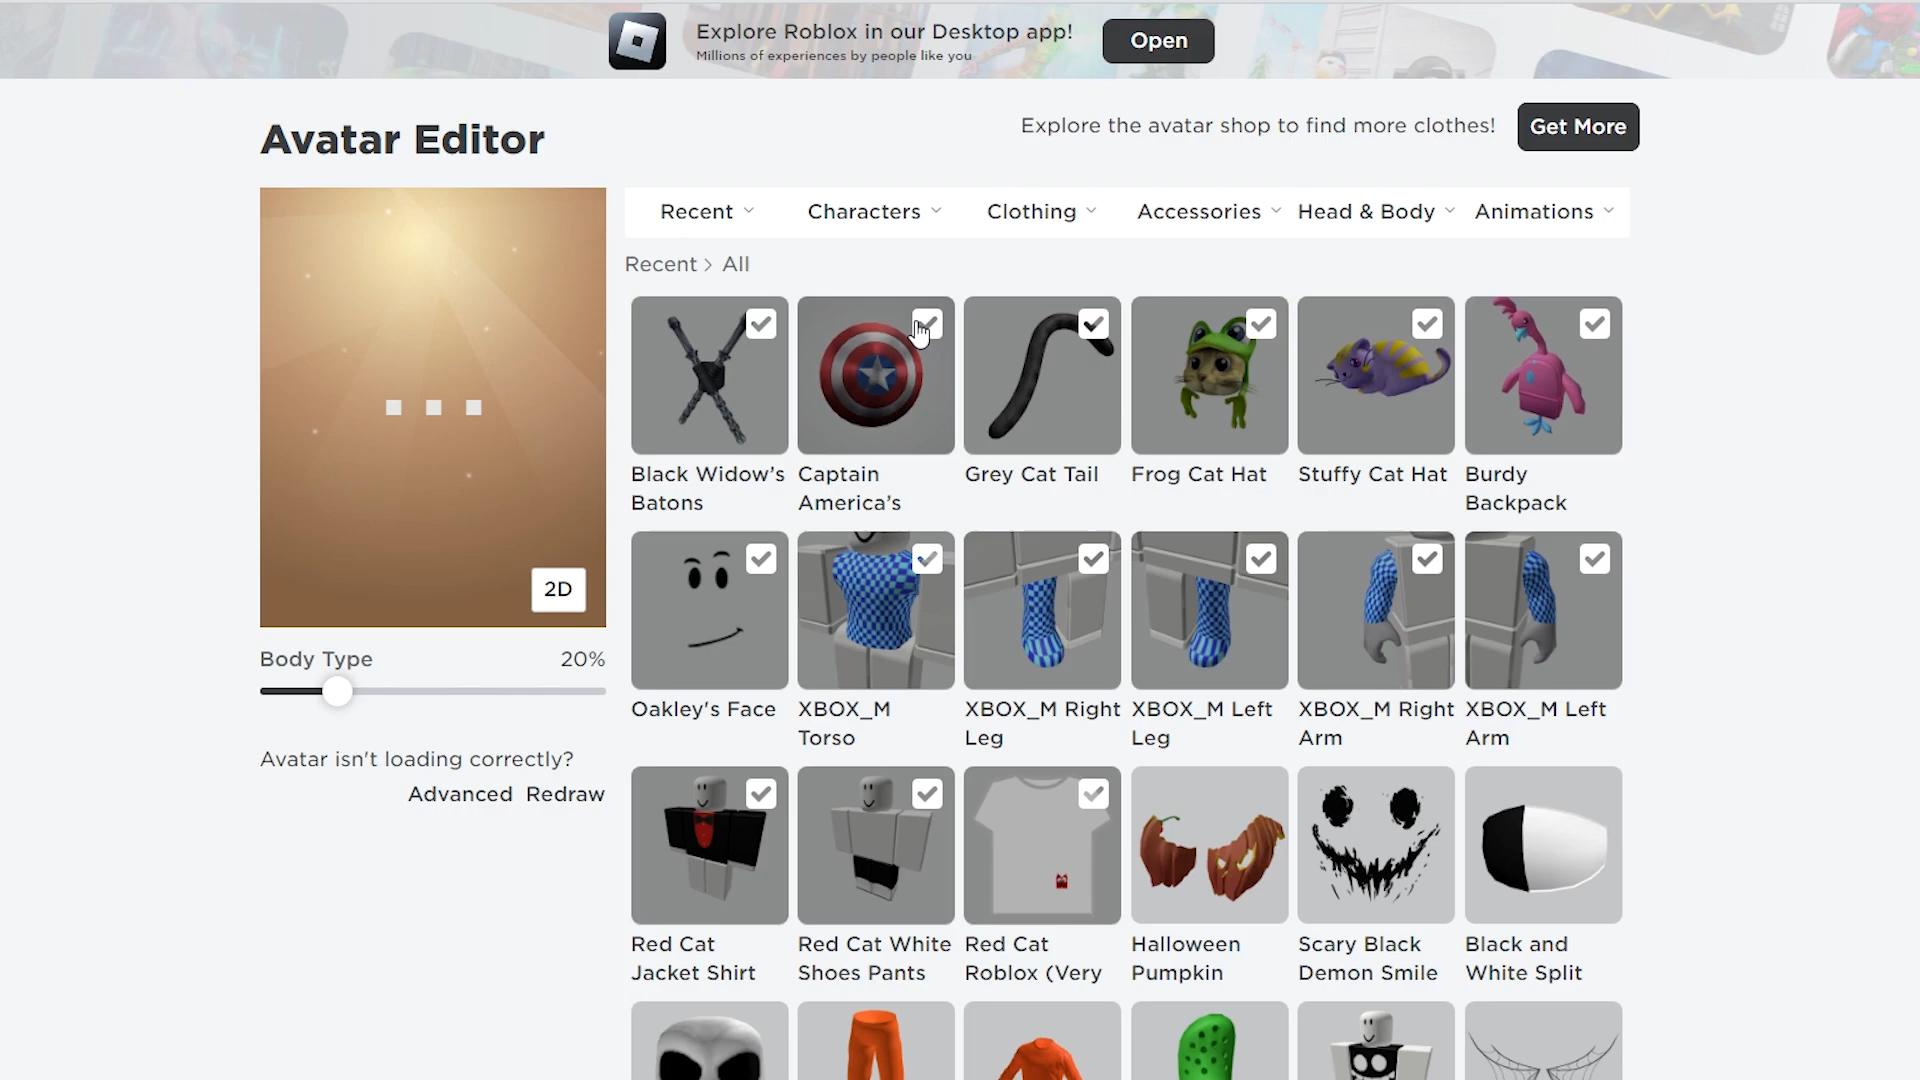 Explore Roblox in our Desktop app!
Millions of experiences by people like you
Open
Avatar Editor
Explore the avatar shop to find more clothes!
Get More
Recent
Characters
Clothing
Accessories
Head & Body
Animations
Recent > All
2D
Body Type
20%
Avatar isn't loading correctly?
Advanced
Redraw
Black Widow’s
Batons
Captain
America’s
Grey Cat Tail
Frog Cat Hat
Stuffy Cat Hat
Burdy
Backpack
Oakley's Face
XBOX_M
Torso
XBOX_M Right
Leg
XBOX_M Left
Leg
XBOX_M Right
Arm
XBOX_M Left
Arm
Red Cat
Jacket Shirt
Red Cat White
Shoes Pants
Red Cat
Roblox (Very
Halloween
Pumpkin
Scary Black
Demon Smile
Black and
White Split